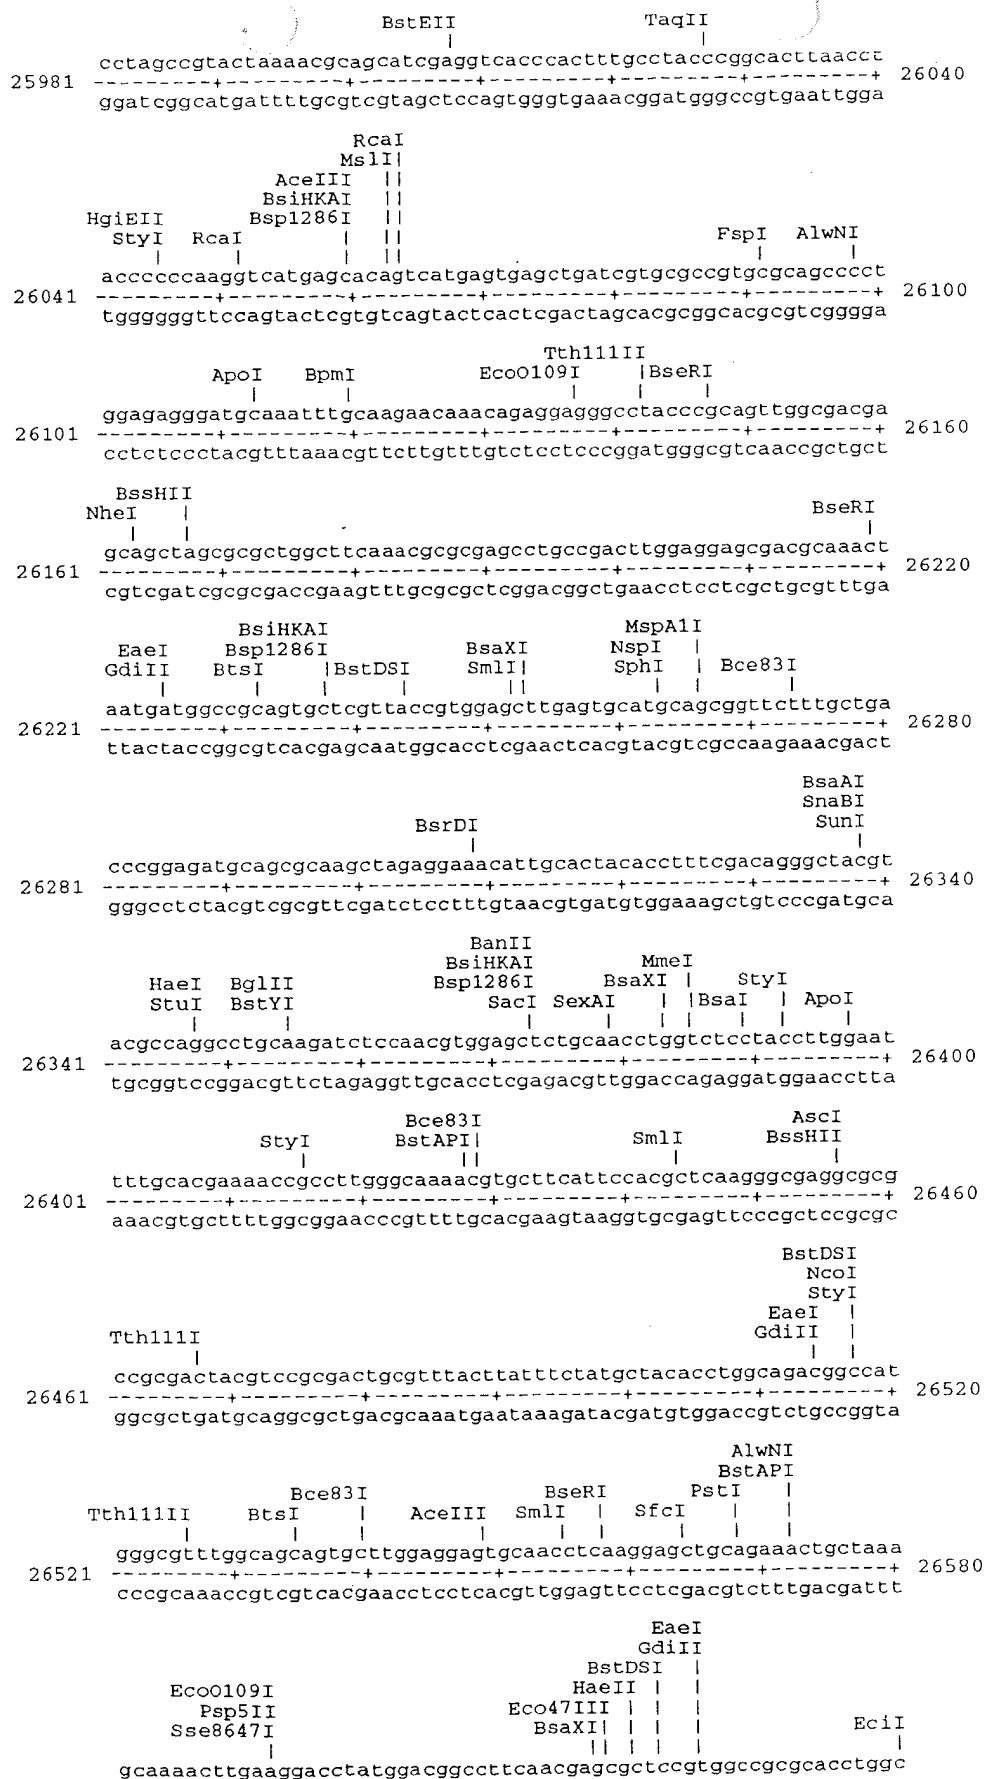 BstEII TaqII
cctagccgtactaaaacgcagcatcgaggtcacccactttgcctacccggcacttaacct
25981 ---------+---------+---------+---------+---------+---------+ 26040
ggatcggcatgattttgcgtcgtagctccagtgggtgaaacggatgggccgtgaattgga
RcaI
MslI||
AceIII ||
BsiHKAI ||
HgiEII Bsp1286I ||
StyI RcaI | || FspI AlwNI
| | | || | |
acccccccaaggtcatgagcacagtcatgagtgagctgatcgtgcgccgtgcgcagcccct
26041 ---------+---------+---------+---------+---------+---------+ 26100
tggggggttccagtactcgtgtcagtactcactcgactagcacgcggcacgcgtcgggga
Tth111II
ApoI BpmI EcoO109I |BseRI
| | | | |
ggagagggatgcaaatttgcaagaacaaacagaggagggcctacccgcagttggcgacga
26101 ---------+---------+---------+---------+---------+---------+ 26160
cctctccctacgtttaaacgttcttgtttgtctcctcccggatgggcgtcaaccgctgct
BssHII
NheI | BseRI
| | |
gcagctagcgcgctggcttcaaacgcgcgagcctgccgacttggaggagcgacgcaaact
26161 ---------+---------+---------+---------+---------+---------+ 26220
cgtcgatcgcgcgaccgaagtttgcgcgctcggacggctgaacctcctcgctgcgtttga
BsiHKAI MspA1I
EaeI Bsp1286I BsaXI NspI |
GdiII BtsI |BstDSI SmlI| SphI | Bce83I
| | | | || | | |
aatgatggccgcagtgctcgttaccgtggagcttgagtgcatgcagcggttctttgctga
26221 ---------+---------+---------+---------+---------+---------+ 26280
ttactaccggcgtcacgagcaatggcacctcgaactcacgtacgtcgccaagaaacgact
BsaAI
SnaBI
BsrDI SunI
| |
cccggagatgcagcgcaagctagaggaaacattgcactacacctttcgacagggctacgt
26281 ---------+---------+---------+---------+---------+---------+ 26340
gggcctctacgtcgcgttcgatctcctttgtaacgtgatgtggaaagctgtcccgatgca
BanII
BsiHKAI MmeI
HaeI BglII Bsp1286I BsaXI | StyI
StuI BstYI SacI SexAI | |BsaI | ApoI
| | | | | | | | |
acgccaggcctgcaagatctccaacgtggagctctgcaacctggtctcctaccttggaat
26341 ---------+---------+---------+---------+---------+---------+ 26400
tgcggtccggacgttctagaggttgcacctcgagacgttggaccagaggatggaacctta
Bce83I AscI
StyI BstAPI| SmlI BssHII
| || | |
tttgcacgaaaaccgccttgggcaaaacgtgcttcattccacgctcaagggcgaggcgcg
26401 ---------+---------+---------+---------+---------+---------+ 26460
aaacgtgcttttggcggaacccgttttgcacgaagtaaggtgcgagttcccgctccgcgc
BstDSI
NcoI
StyI
EaeI |
Tth111I GdiII |
| | |
ccgcgactacgtccgcgactgcgtttacttatttctatgctacacctggcagacggccat
26461 ---------+---------+---------+---------+---------+---------+ 26520
ggcgctgatgcaggcgctgacgcaaatgaataaagatacgatgtggaccgtctgccggta
AlwNI
BstAPI
Bce83I BseRI PstI |
Tth111II BtsI | AceIII SmlI | SfcI | |
| | | | | | | | |
gggcgtttggcagcagtgcttggaggagtgcaacctcaaggagctgcagaaactgctaaa
26521 ---------+---------+---------+---------+---------+---------+ 26580
cccgcaaaccgtcgtcacgaacctcctcacgttggagttcctcgacgtctttgacgattt
EaeI
GdiII
BstDSI |
EcoO109I HaeII | |
Psp5II Eco47III | | |
Sse8647I BsaXI| | | | EciI
| || | | | |
gcaaaacttgaaggacctatggacggccttcaacgagcgctccgtggccgcgcacctggc